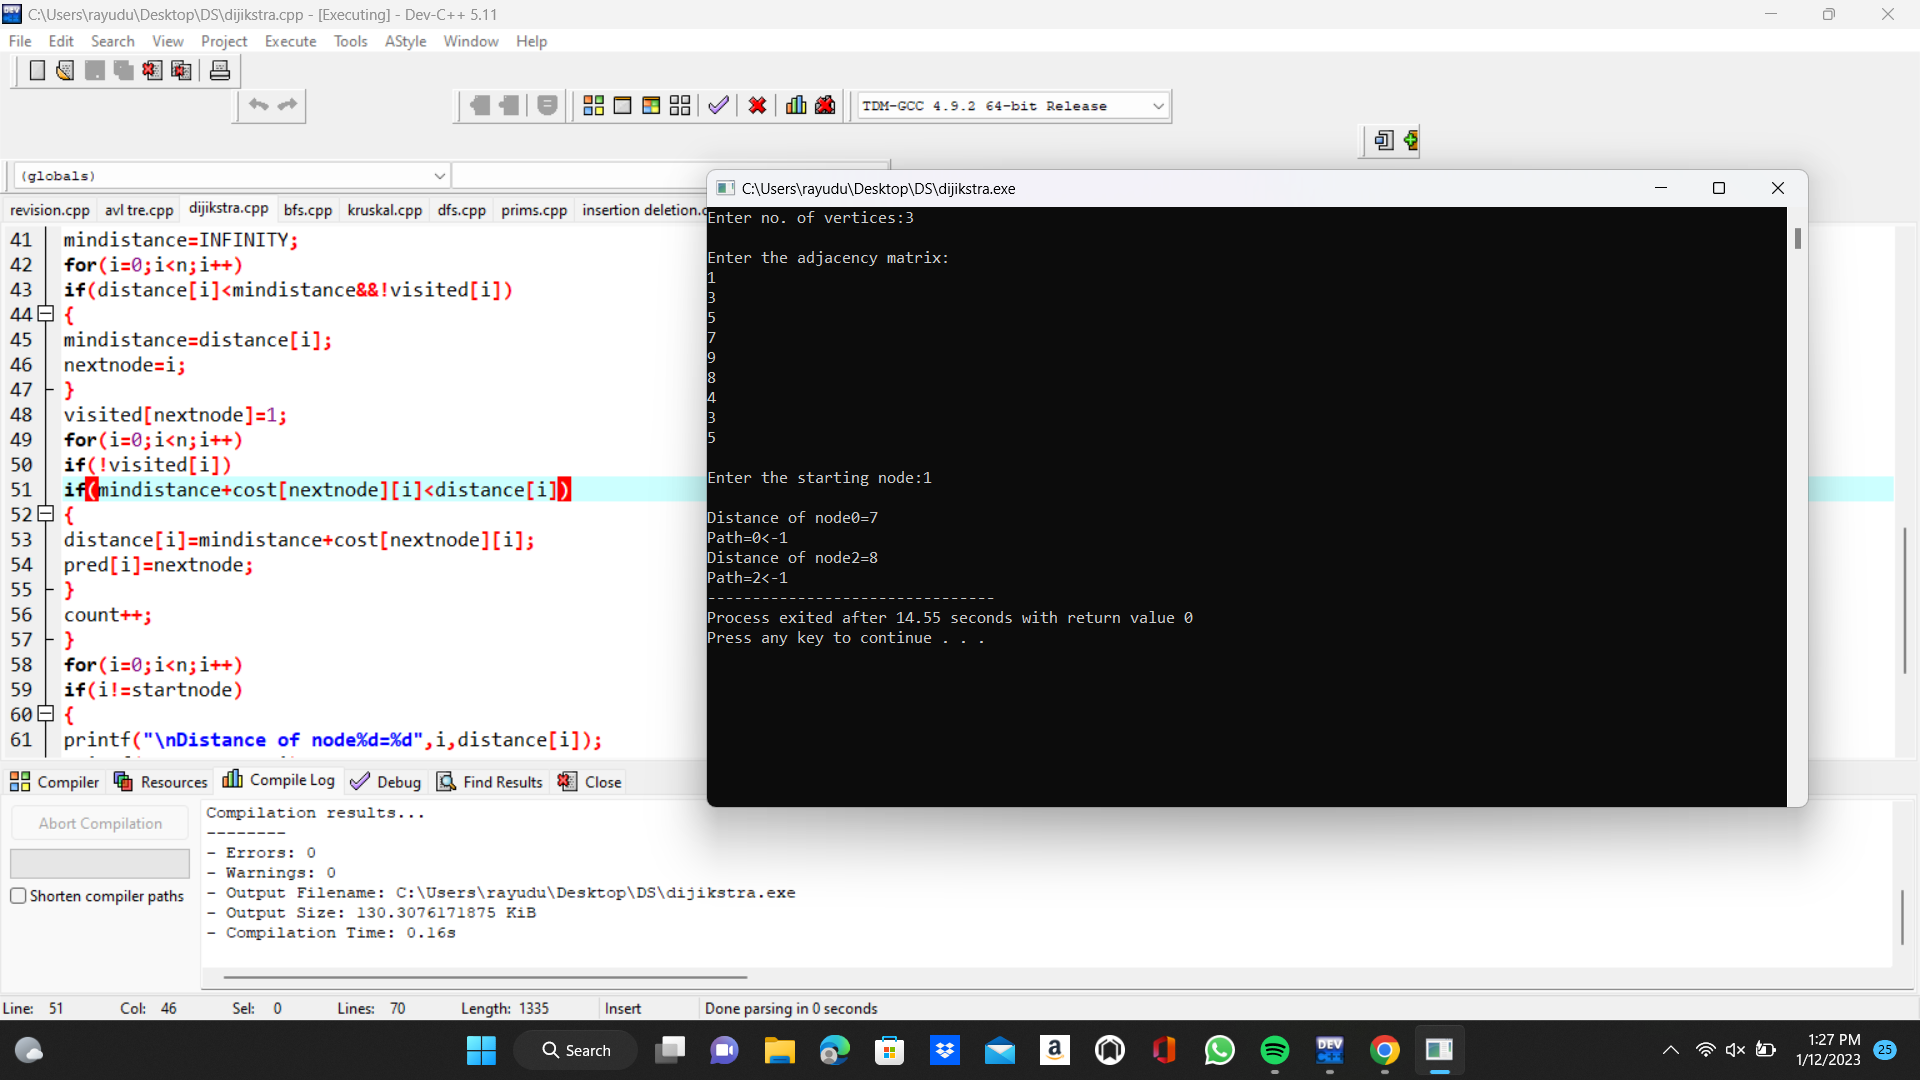 C:\Users\rayudu\Desktop\DS\dijikstra.cpp - [Executing] - Dev-C++ 5.11
File Edit Search View Project Execute Tools AStyle Window Help
TDM-GCC 4.9.2 64-bit Release
(globals)
revision.cpp avl tre.cpp dijikstra.cpp bfs.cpp kruskal.cpp dfs.cpp prims.cpp insertion deletion.c
41 mindistance=INFINITY;
42 for(i=0;i<n;i++)
43 if(distance[i]<mindistance&&!visited[i])
44 {
45 mindistance=distance[i];
46 nextnode=i;
47 }
48 visited[nextnode]=1;
49 for(i=0;i<n;i++)
50 if(!visited[i])
51 if(mindistance+cost[nextnode][i]<distance[i])
52 {
53 distance[i]=mindistance+cost[nextnode][i];
54 pred[i]=nextnode;
55 }
56 count++;
57 }
58 for(i=0;i<n;i++)
59 if(i!=startnode)
60 {
61 printf("\nDistance of node%d=%d",i,distance[i]);
C:\Users\rayudu\Desktop\DS\dijikstra.exe
Enter no. of vertices:3
Enter the adjacency matrix:
1
3
5
7
9
8
4
3
5
Enter the starting node:1
Distance of node0=7
Path=0<-1
Distance of node2=8
Path=2<-1
--------------------------------
Process exited after 14.55 seconds with return value 0
Press any key to continue . . .
Compiler Resources Compile Log Debug Find Results Close
Abort Compilation
Shorten compiler paths
Compilation results...
--------
- Errors: 0
- Warnings: 0
- Output Filename: C:\Users\rayudu\Desktop\DS\dijikstra.exe
- Output Size: 130.3076171875 KiB
- Compilation Time: 0.16s
Line: 51 Col: 46 Sel: 0 Lines: 70 Length: 1335 Insert Done parsing in 0 seconds
Search
DEV C++
1:27 PM
1/12/2023
25